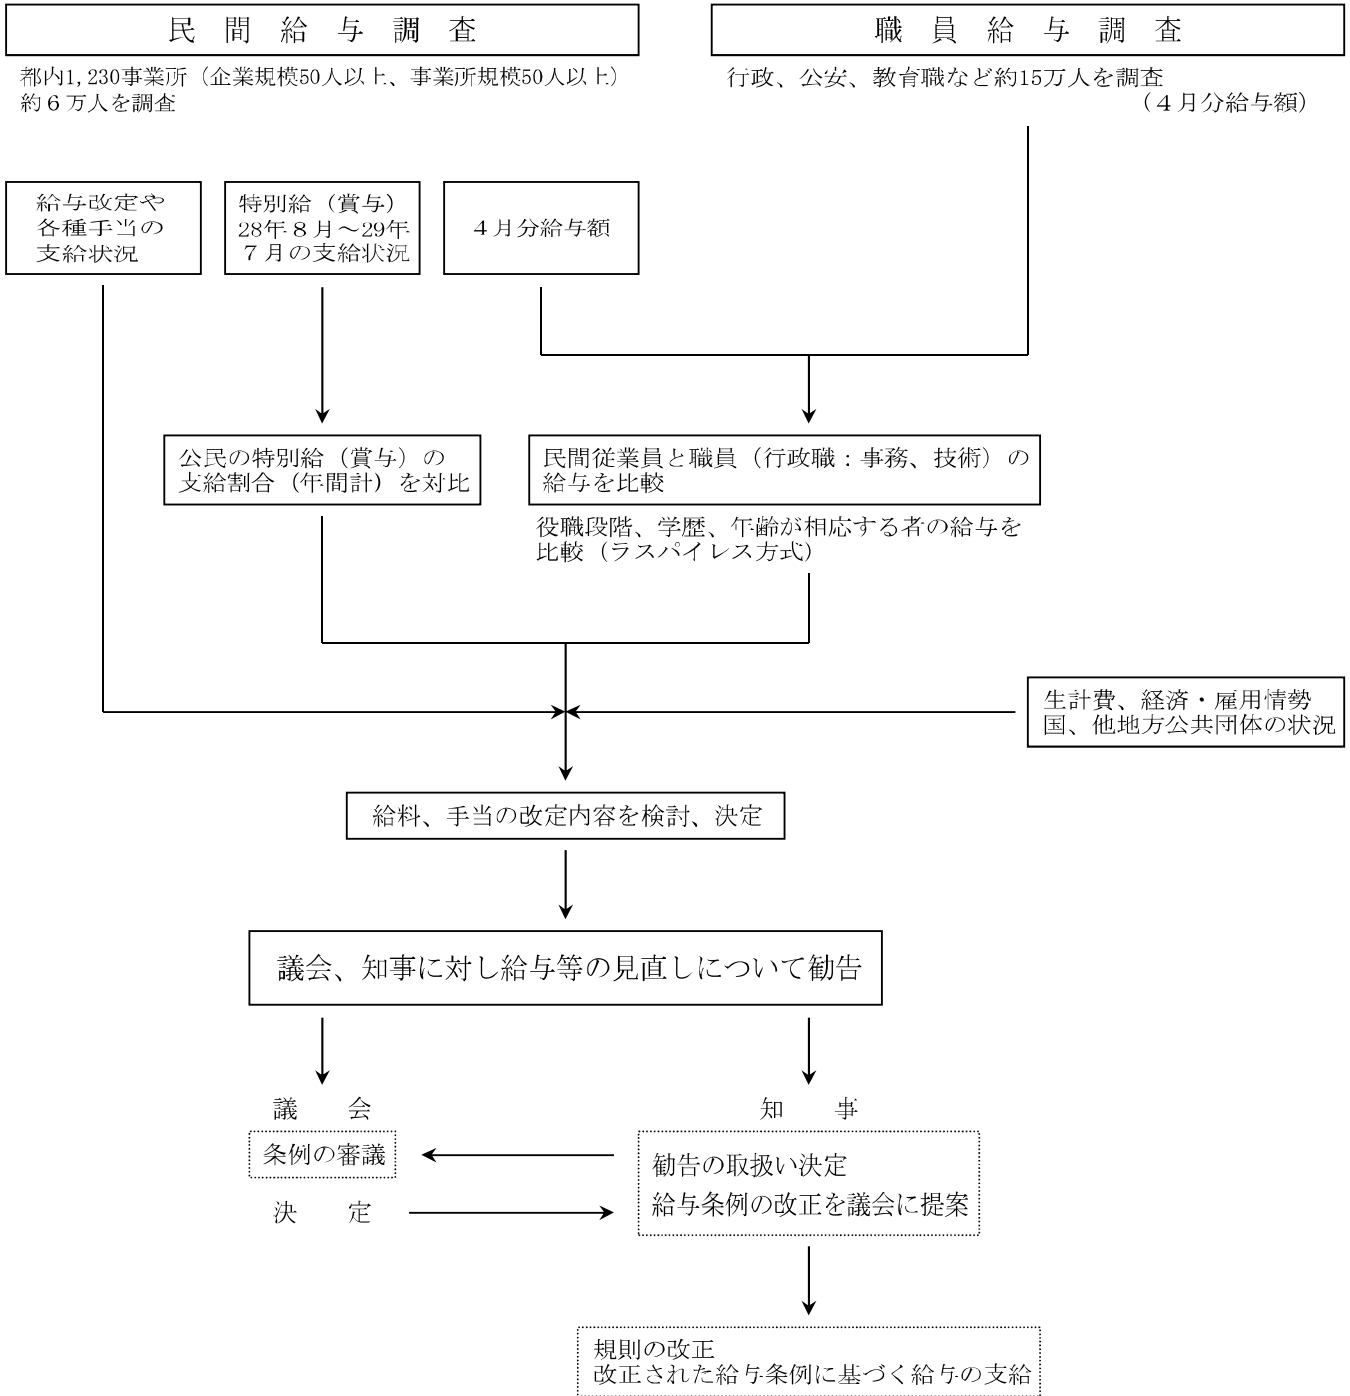 民間給与調査
職員給与調査
都内1,230事業所（企業規模50人以上、事業所規模50人以上）
約６万人を調査
行政、公安、教育職など約15万人を調査
（４月分給与額）
給与改定や
各種手当の
支給状況
特別給（賞与）
28年８月～29年
７月の支給状況
４月分給与額
公民の特別給（賞与）の
支給割合（年間計）を対比
民間従業員と職員（行政職：事務、技術）の
給与を比較
役職段階、学歴、年齢が相応する者の給与を
比較（ラスパイレス方式）
生計費、経済・雇用情勢
国、他地方公共団体の状況
給料、手当の改定内容を検討、決定
議会、知事に対し給与等の見直しについて勧告
議会
知事
条例の審議
勧告の取扱い決定
給与条例の改正を議会に提案
決定
規則の改正
改正された給与条例に基づく給与の支給